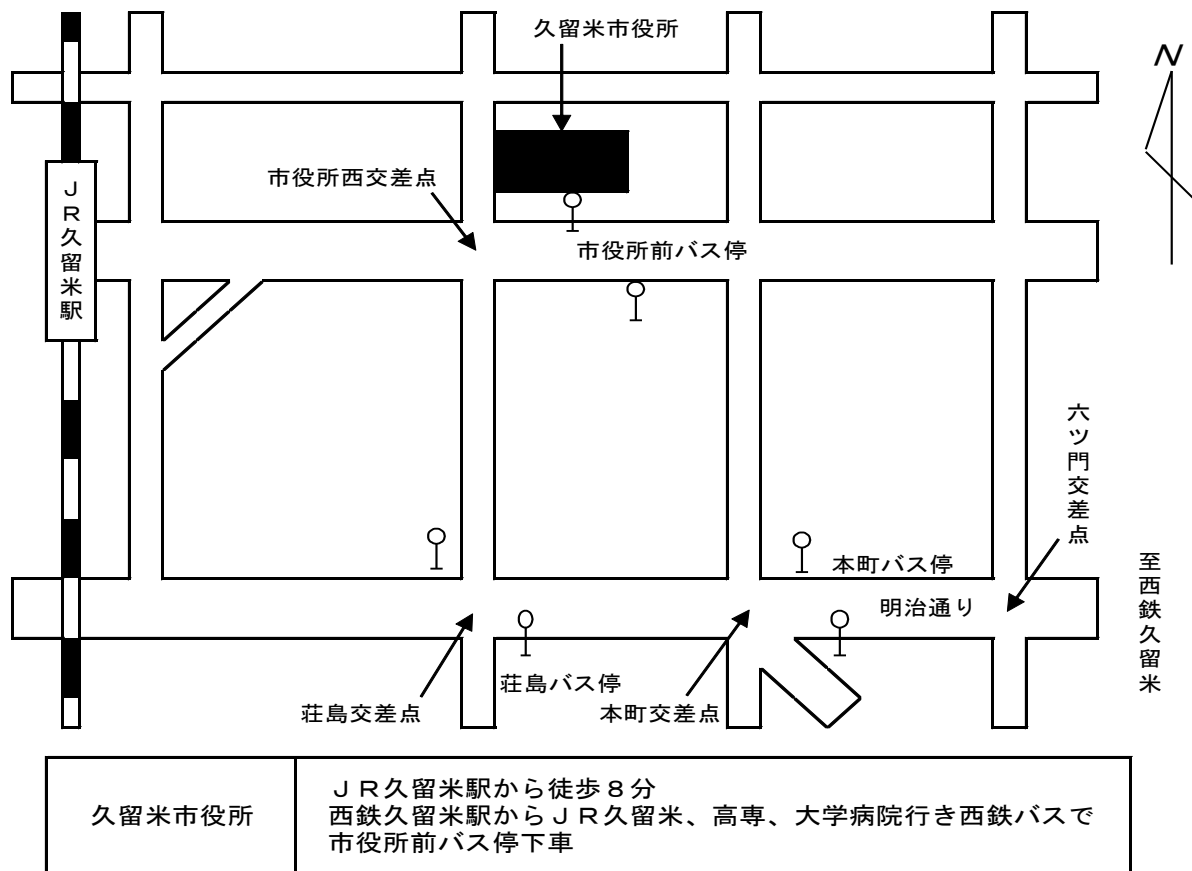 久留米市役所
N
市役所西交差点
JR久留米駅
市役所前バス停
六ツ門交差点
本町バス停
至西鉄久留米
明治通り
荘島バス停
荘島交差点
本町交差点
久留米市役所
JR久留米駅から徒歩8分
西鉄久留米駅からJR久留米、高専、大学病院行き西鉄バスで
市役所前バス停下車